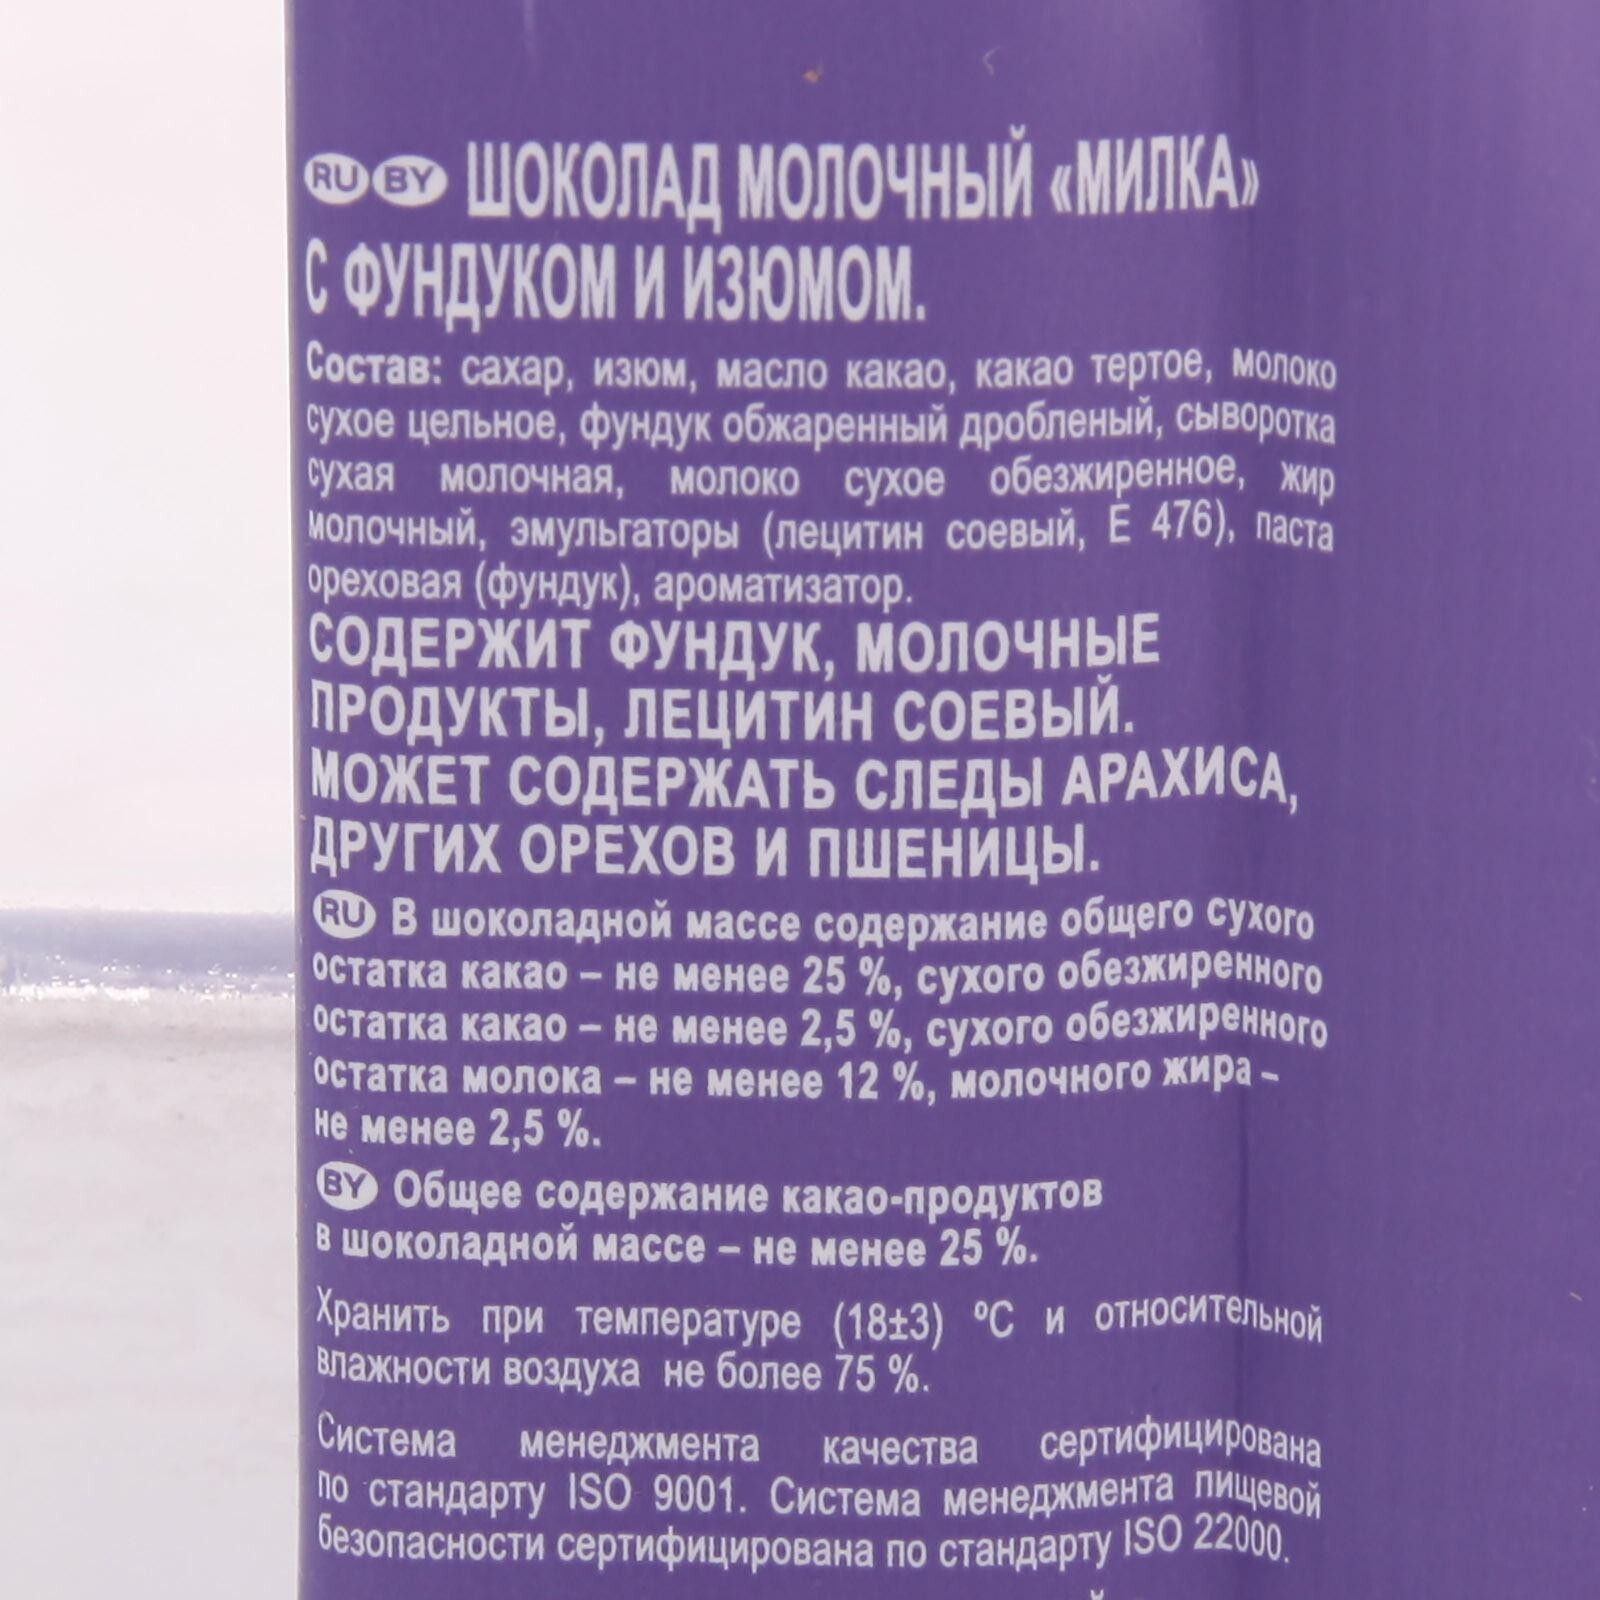 RU BY ШОКОЛАД МОЛОЧНЫЙ «МИЛКА»
С ФУНДУКОМ И ИЗЮМОМ.
Состав: сахар, изюм, масло какао, какао тертое, молоко
сухое цельное, фундук обжаренный дробленый, сыворотка
сухая молочная, молоко сухое обезжиренное, жир
молочный, эмульгаторы (лецитин соевый, Е 476), паста
ореховая (фундук), ароматизатор.
СОДЕРЖИТ ФУНДУК, МОЛОЧНЫЕ
ПРОДУКТЫ, ЛЕЦИТИН СОЕВЫЙ.
МОЖЕТ СОДЕРЖАТЬ СЛЕДЫ АРАХИСА,
ДРУГИХ ОРЕХОВ И ПШЕНИЦЫ.
RU В шоколадной массе содержание общего сухого
остатка какао – не менее 25 %, сухого обезжиренного
остатка какао – не менее 2,5 %, сухого обезжиренного
остатка молока – не менее 12 %, молочного жира –
не менее 2,5 %.
BY Общее содержание какао-продуктов
в шоколадной массе – не менее 25 %.
Хранить при температуре (18±3) ºС и относительной
влажности воздуха не более 75 %.
Система менеджмента качества сертифицирована
по стандарту ISO 9001. Система менеджмента пищевой
безопасности сертифицирована по стандарту ISO 22000.